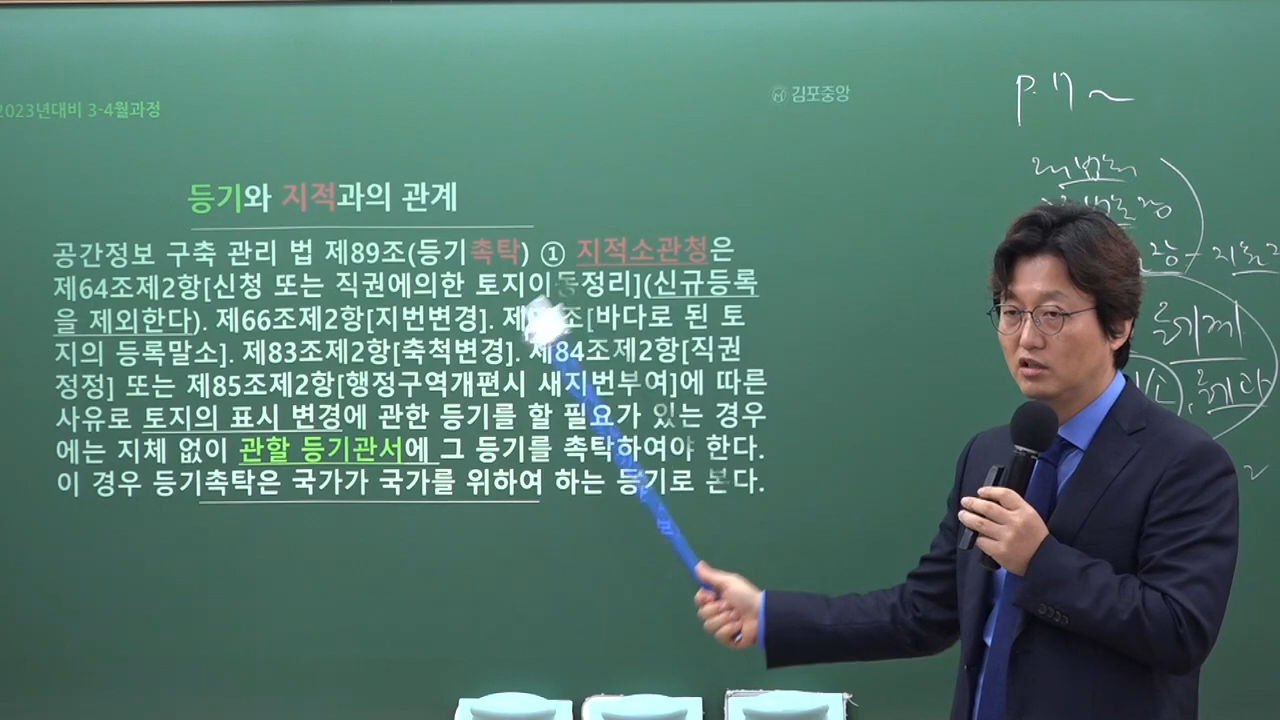 2023년대비 3-4월과정
김포중앙
p.17~
등기와 지적과의 관계
공간정보 구축 관리 법 제89조(등기촉탁) ① 지적소관청은
제64조제2항[신청 또는 직권에의한 토지이동정리](신규등록
을 제외한다). 제66조제2항[지번변경]. [바다로 된 토
지의 등록말소]. 제83조제2항[축척변경]. 제84조제2항[직권
정정] 또는 제85조제2항[행정구역개편시 새지번부여]에 따른
사유로 토지의 표시 변경에 관한 등기를 할 필요가 있는 경우
에는 지체 없이 관할 등기관서에 그 등기를 촉탁하여야 한다.
이 경우 등기촉탁은 국가가 국가를 위하여 하는 등기로 본다.